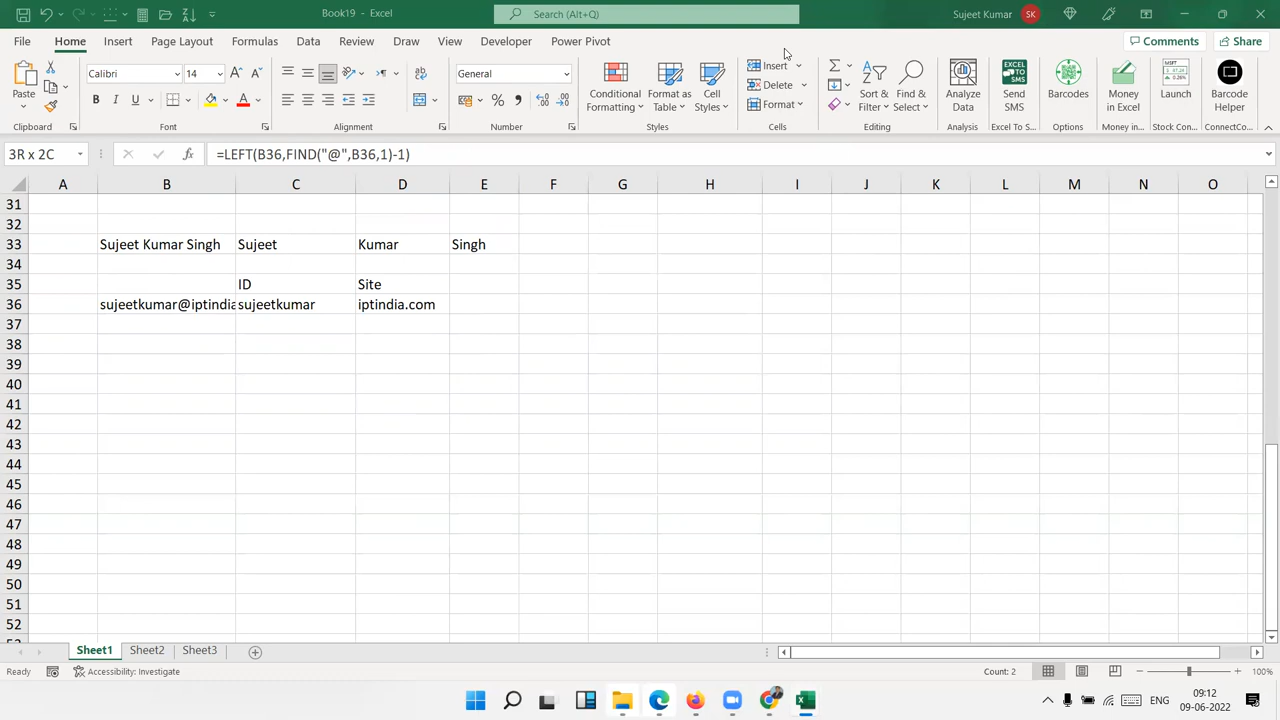 Book19 - Excel
Search (Alt+Q)
Sujeet Kumar SK
File Home Insert Page Layout Formulas Data Review Draw View Developer Power Pivot
Comments Share
Paste
Calibri 14
B I U
A A
ab
General
% 9
Conditional Formatting
Format as Table
Cell Styles
Insert
Delete
Format
Sort & Filter
Find & Select
Analyze Data
Send SMS
Barcodes
Money in Excel
Launch
Barcode Helper
Clipboard Font Alignment Number Styles Cells Editing Analysis Excel To S... Options Money in Excel Stock Con... ConnectCo...
3R x 2C fx =LEFT(B36,FIND("@",B36,1)-1)
A B C D E F G H I J K L M N O
31
32
33 Sujeet Kumar Singh Sujeet Kumar Singh
34
35 ID Site
36 sujeetkumar@iptindia sujeetkumar iptindia.com
37
38
39
40
41
42
43
44
45
46
47
48
49
50
51
52
Sheet1 Sheet2 Sheet3
Ready Accessibility: Investigate Count: 2 100%
ENG 09:12
09-06-2022